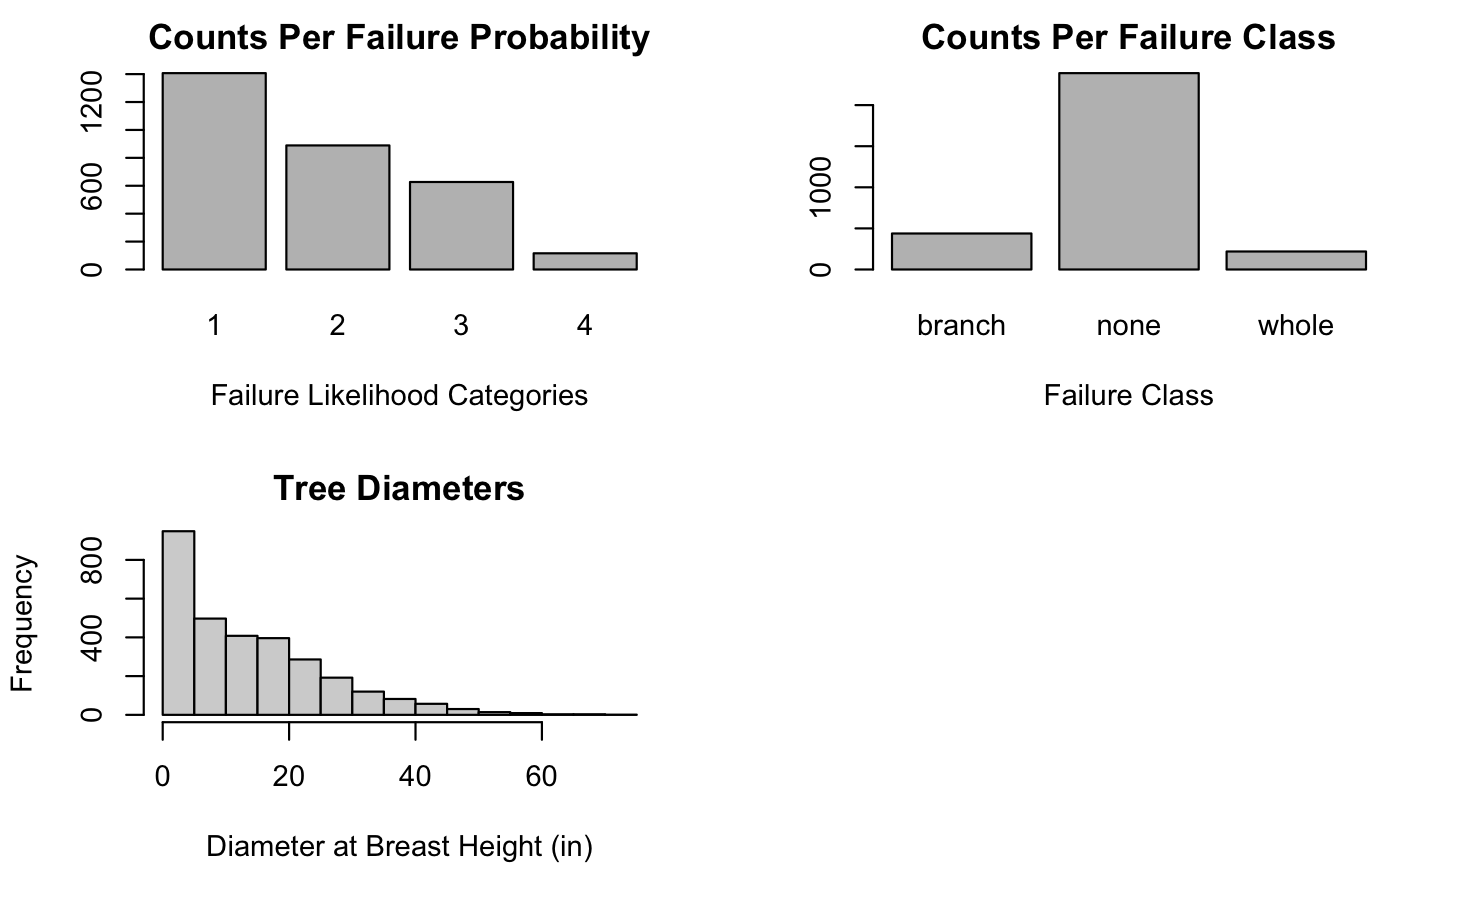 Counts Per Failure Probability
1200
600
0
1 2 3 4
Failure Likelihood Categories
Counts Per Failure Class
1000
0
branch none whole
Failure Class
Tree Diameters
Frequency
800
400
0
0 20 40 60
Diameter at Breast Height (in)